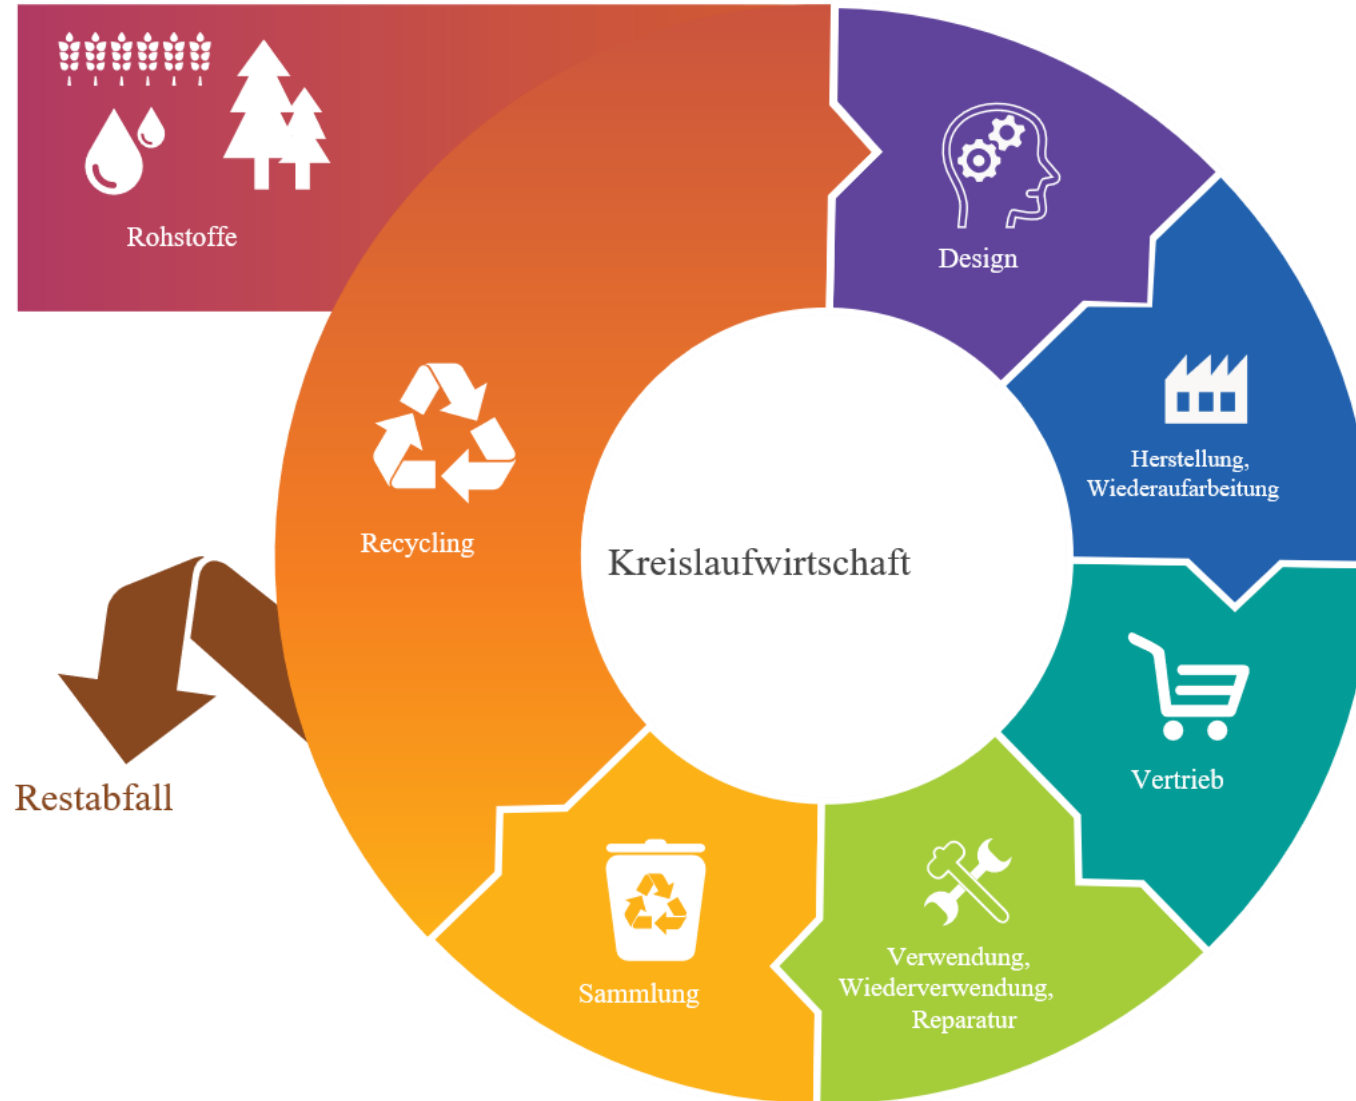 Rohstoffe
Design
Herstellung,
Wiederaufarbeitung
Recycling
Kreislaufwirtschaft
Vertrieb
Restabfall
Verwendung,
Wiederverwendung,
Reparatur
Sammlung